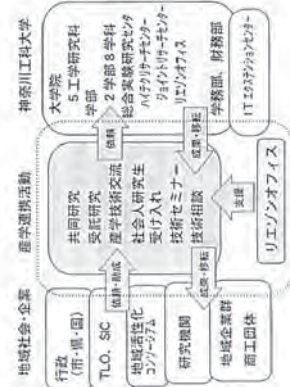 地域社会・企業
行政
(市・県・国)
TLO、SIC
地域活性化
コンソーシアム
研究機関
地域企業群
商工団体
産学連携活動
共同研究
受託研究
産学技術交流
社会人研究生
受け入れ
技術セミナー
技術相談
依頼・助成
成果・移転
依頼
成果・移転
支援
リエゾンオフィス
神奈川工科大学
大学院
5工学研究科
学部
2学部8学科
総合実験研究センタ
ハイテクリサーチセンター
ジョイントリサーチセンター
リエゾンオフィス
学務部、財務部
ITエクステンションセンター